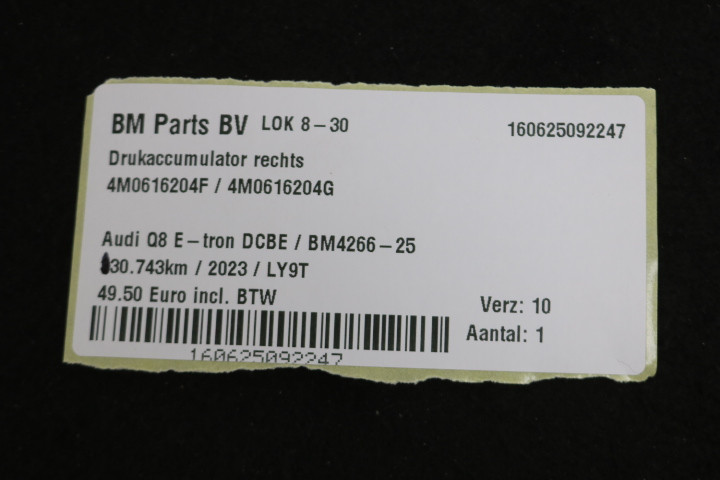 BM Parts BV LOK 8-30 160625092247
Drukaccumulator rechts
4M0616204F / 4M0616204G
Audi Q8 E-tron DCBE / BM4266-25
30.743km / 2023 / LY9T
49.50 Euro incl. BTW
Verz: 10
Aantal: 1
160625092247